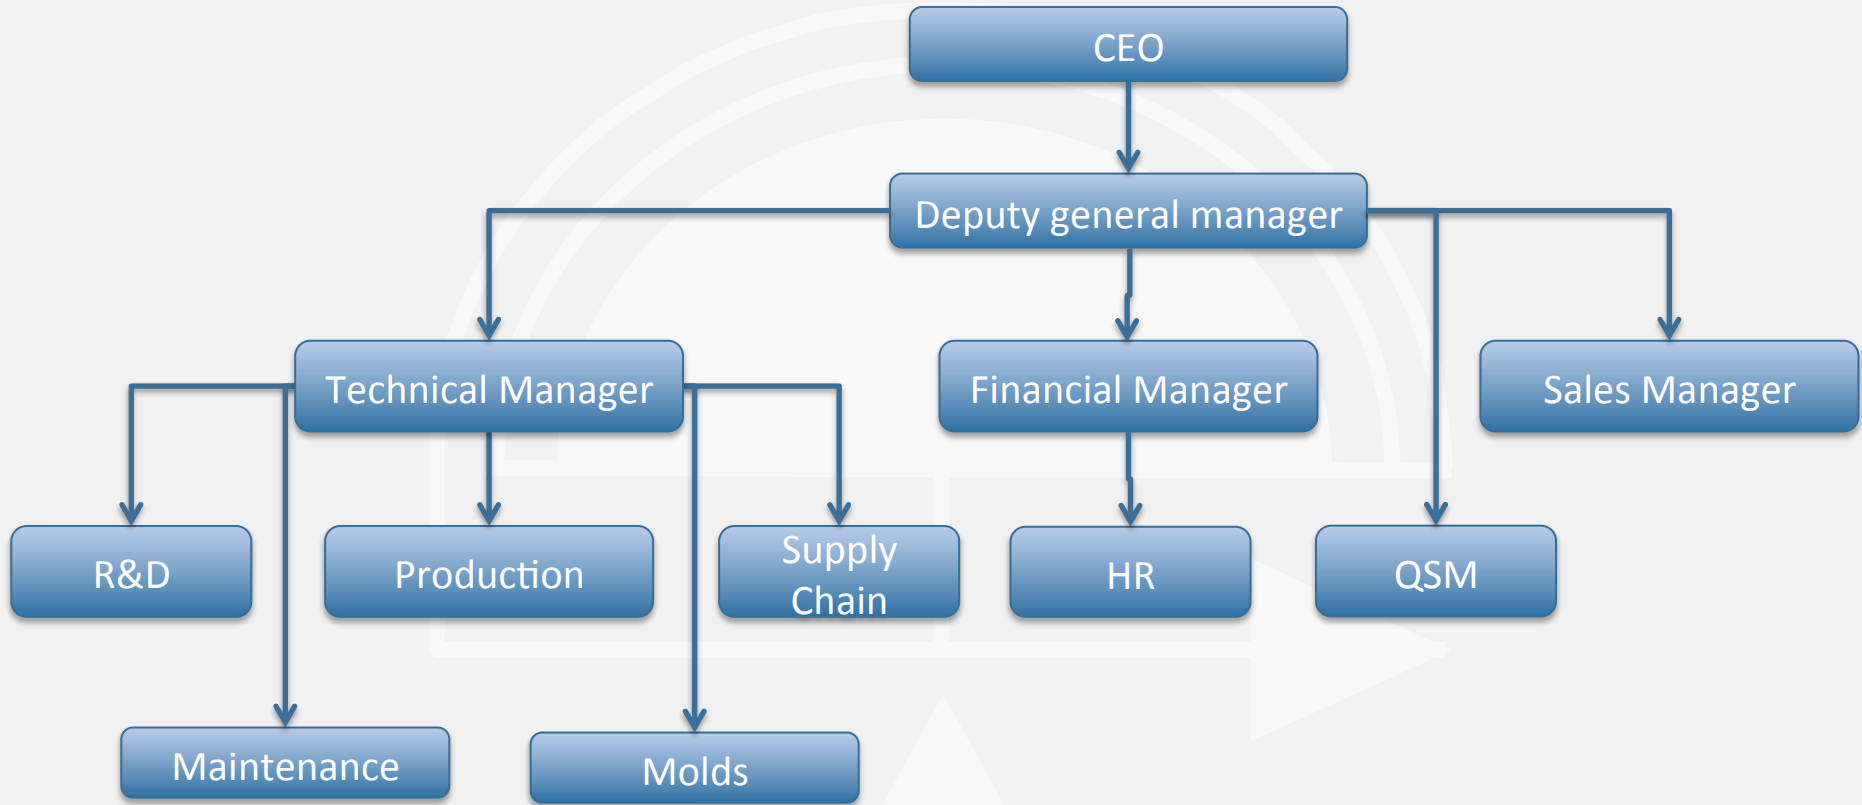 CEO
Deputy general manager
Technical Manager
Financial Manager
Sales Manager
R&D
Production
Supply
Chain
HR
QSM
Maintenance
Molds